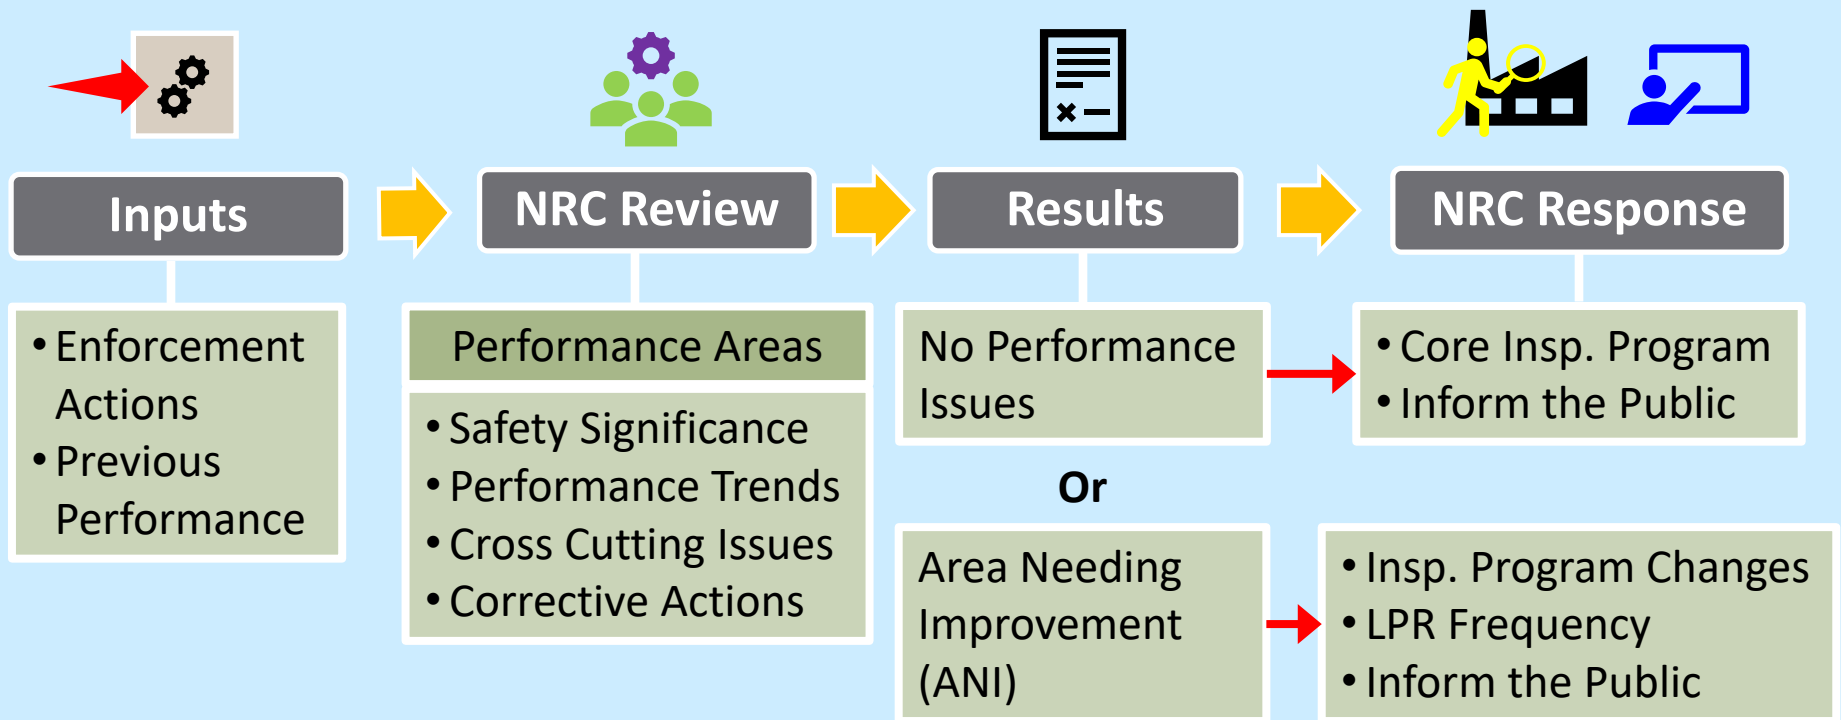 Inputs
NRC Review
Results
NRC Response
• Enforcement
Actions
• Previous
Performance
Performance Areas
• Safety Significance
• Performance Trends
• Cross Cutting Issues
• Corrective Actions
No Performance
Issues
Or
Area Needing
Improvement
(ANI)
• Core Insp. Program
• Inform the Public
• Insp. Program Changes
• LPR Frequency
• Inform the Public